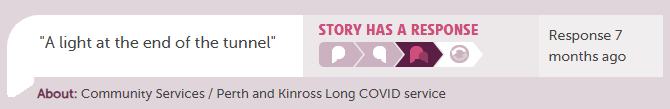 "A light at the end of the tunnel"
STORY HAS A RESPONSE
Response 7
months ago
About: Community Services / Perth and Kinross Long COVID service